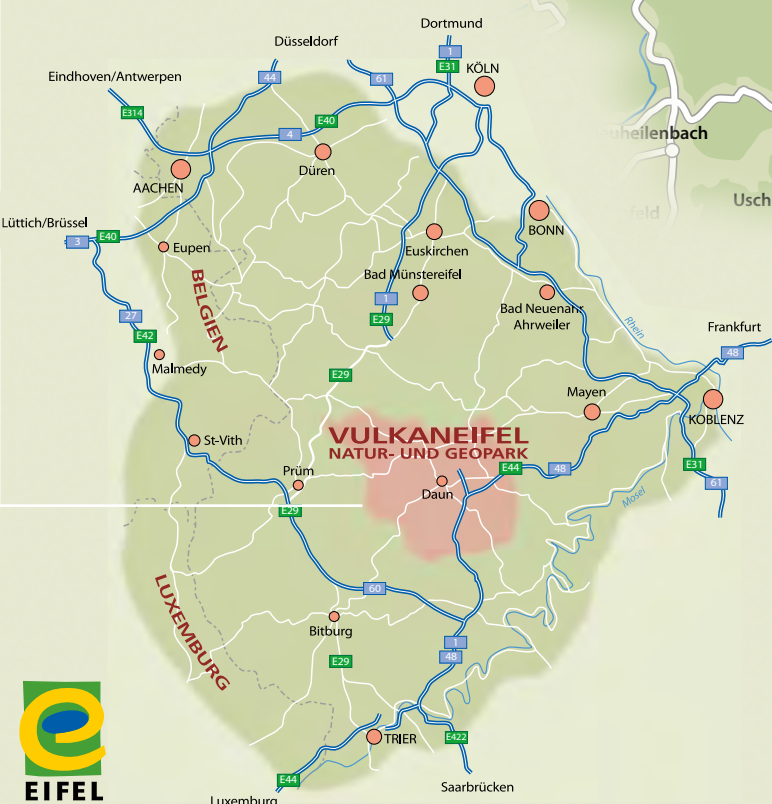 Dortmund
1
E31
KÖLN
Düsseldorf
44
61
Eindhoven/Antwerpen
E314
4
E40
Düren
AACHEN
euheilenbach
feld
Usch
Lüttich/Brüssel
3
E40
Eupen
BONN
Euskirchen
Bad Münstereifel
BELGIEN
1
E29
Bad Neuenahr
Ahrweiler
Rhein
27
E42
Malmedy
Frankfurt
48
E29
Mayen
KOBLENZ
VULKANEIFEL
NATUR- UND GEOPARK
St-Vith
Prüm
Daun
E44
48
E31
61
Mosel
E29
LUXEMBURG
60
Bitburg
E29
1
48
TRIER
E422
E44
Saarbrücken
Luxemburg
e
EIFEL